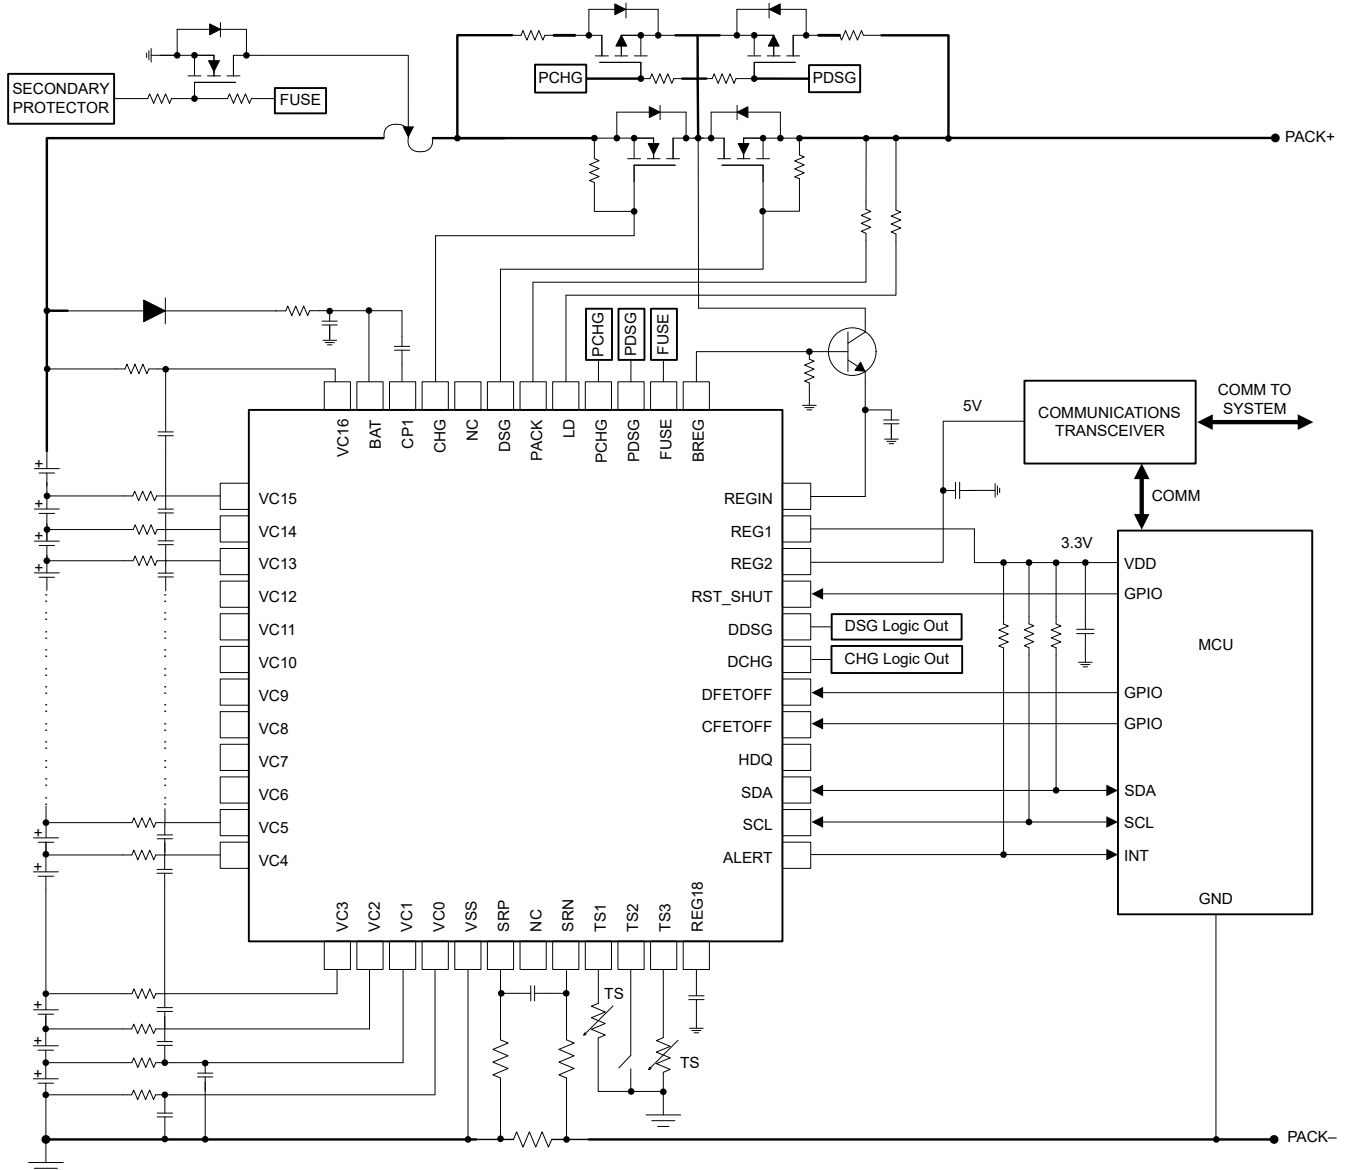 PCHG
PDSG
SECONDARY
PROTECTOR
FUSE
PACK+
PCHG
PDSG
FUSE
5V
COMMUNICATIONS
TRANSCEIVER
COMM TO
SYSTEM
COMM
VC16
BAT
CP1
CHG
NC
DSG
PACK
LD
PCHG
PDSG
FUSE
BREG
+
VC15
REGIN
+
VC14
REG1
+
3.3V
VC13
REG2
VDD
+
VC12
RST_SHUT
GPIO
VC11
DDSG
DSG Logic Out
MCU
VC10
DCHG
CHG Logic Out
VC9
DFETOFF
GPIO
VC8
CFETOFF
GPIO
VC7
HDQ
VC6
SDA
SDA
VC5
SCL
SCL
+
VC4
ALERT
INT
+
GND
VC3
VC2
VC1
VC0
VSS
SRP
NC
SRN
TS1
TS2
TS3
REG18
TS
+
+
TS
+
PACK–